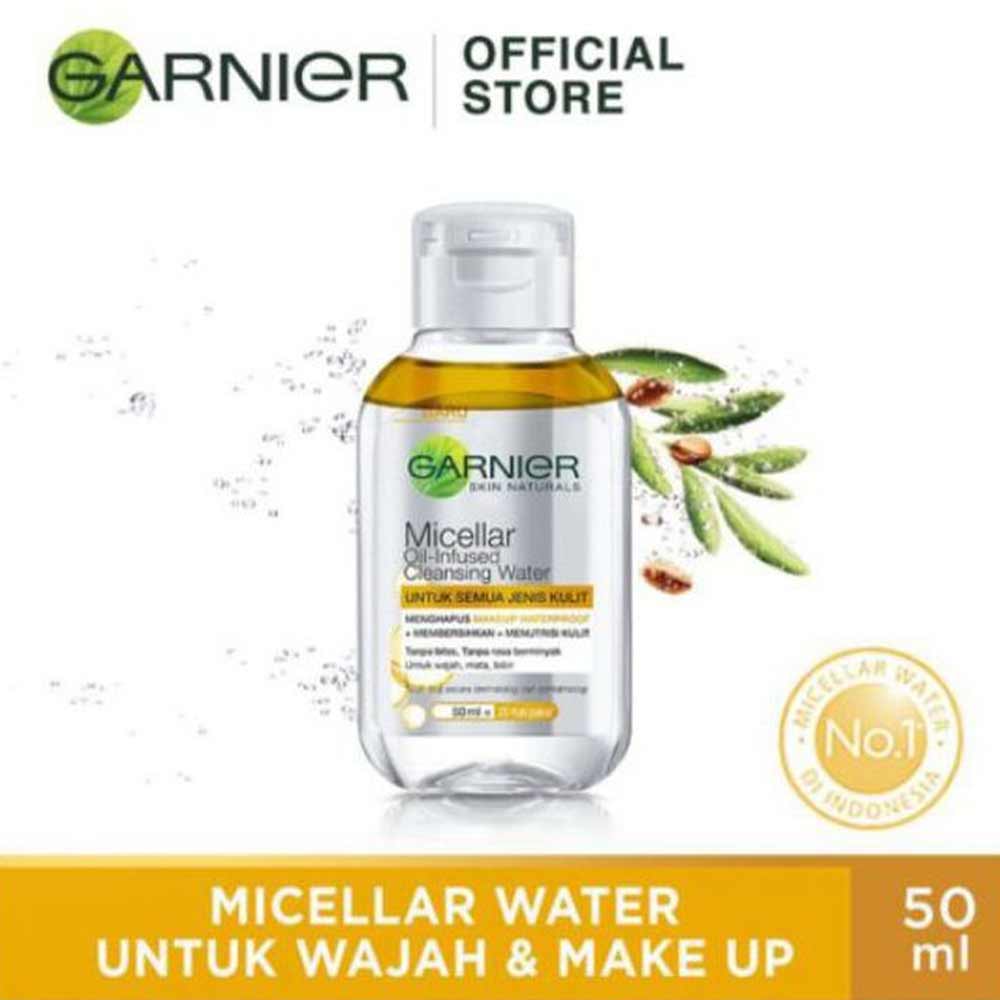 GARNIER
OFFICIAL
STORE
BARU
GARNIER
SKIN NATURALS
Micellar
Oil-Infused
Cleansing Water
UNTUK SEMUA JENIS KULIT
MENGHAPUS MAKEUP WATERPROOF
+ MEMBERSIHKAN + MENUTRISI KULIT
Tanpa bilas, Tanpa rasa berminyak
Untuk wajah, mata, bibir
50 ml
MICELLAR WATER
No.1
DI INDONESIA
MICELLAR WATER
UNTUK WAJAH & MAKE UP
50
ml